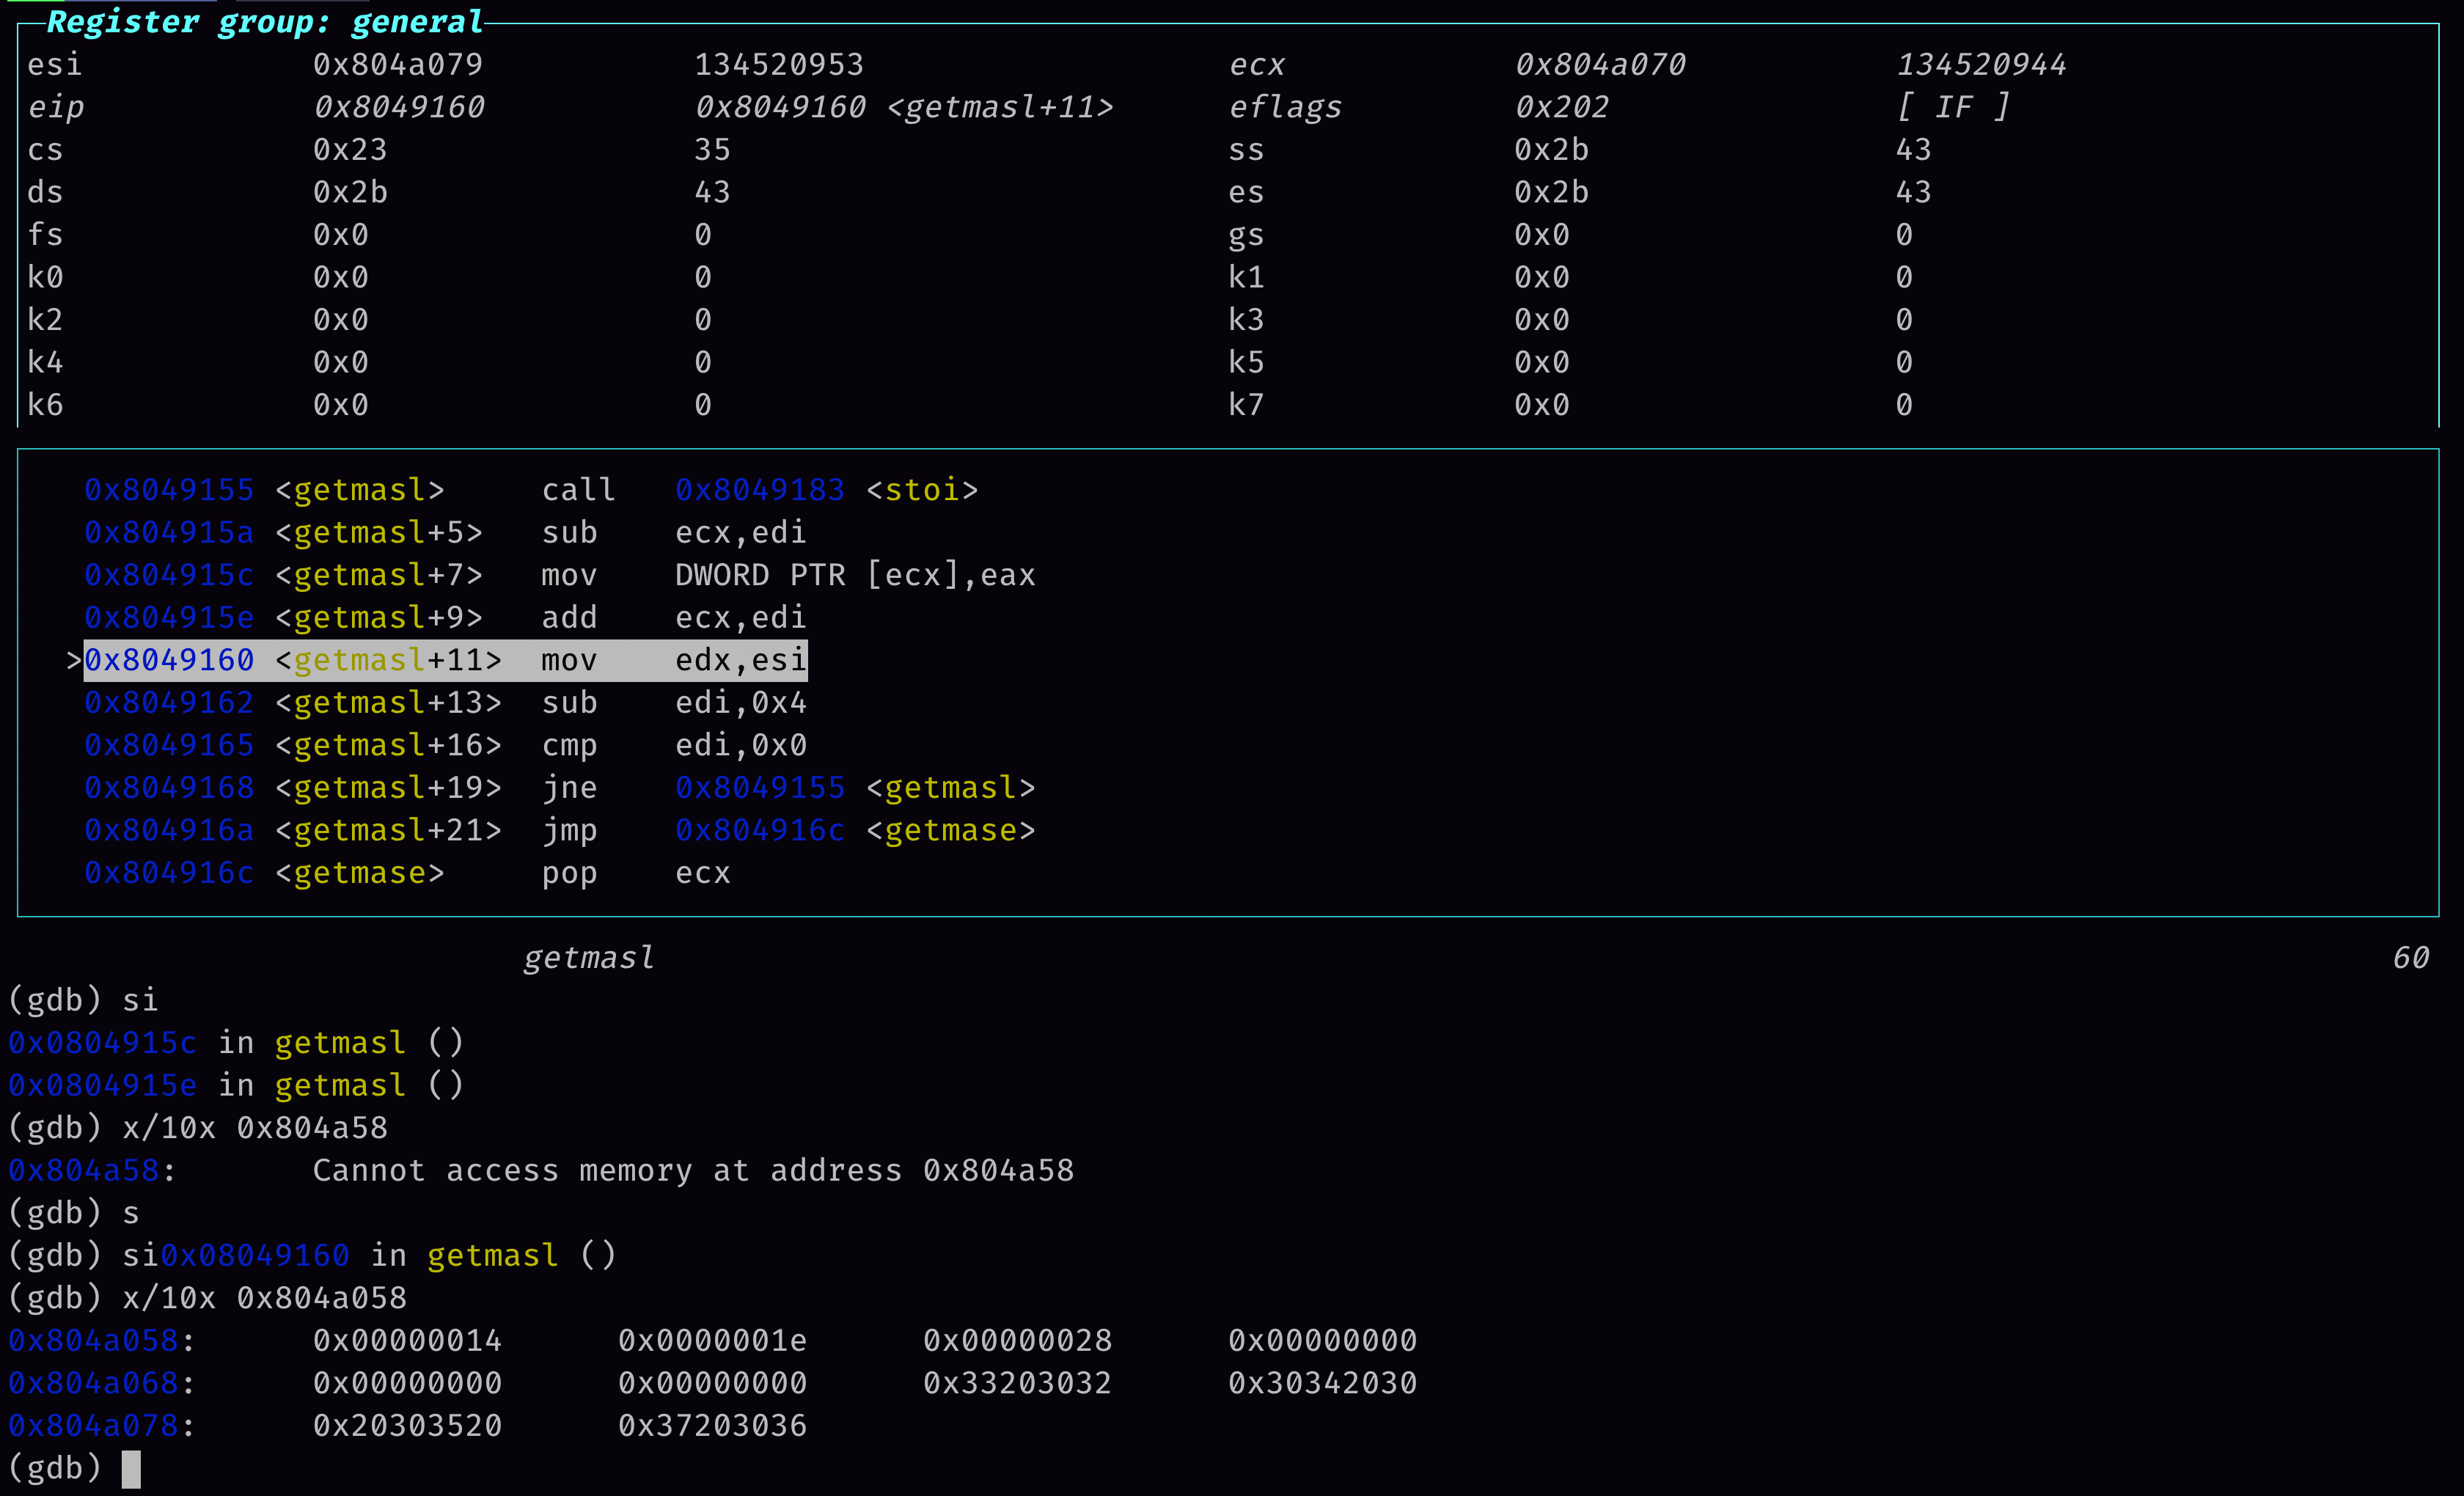 Register group: general
esi 0x804a079 134520953 ecx 0x804a070 134520944
eip 0x8049160 0x8049160 <getmasl+11> eflags 0x202 [ IF ]
cs 0x23 35 ss 0x2b 43
ds 0x2b 43 es 0x2b 43
fs 0x0 0 gs 0x0 0
k0 0x0 0 k1 0x0 0
k2 0x0 0 k3 0x0 0
k4 0x0 0 k5 0x0 0
k6 0x0 0 k7 0x0 0
0x8049155 <getmasl> call 0x8049183 <stoi>
0x804915a <getmasl+5> sub ecx,edi
0x804915c <getmasl+7> mov DWORD PTR [ecx],eax
0x804915e <getmasl+9> add ecx,edi
>0x8049160 <getmasl+11> mov edx,esi
0x8049162 <getmasl+13> sub edi,0x4
0x8049165 <getmasl+16> cmp edi,0x0
0x8049168 <getmasl+19> jne 0x8049155 <getmasl>
0x804916a <getmasl+21> jmp 0x804916c <getmase>
0x804916c <getmase> pop ecx
getmasl 60
(gdb) si
0x0804915c in getmasl ()
0x0804915e in getmasl ()
(gdb) x/10x 0x804a58
0x804a58: Cannot access memory at address 0x804a58
(gdb) s
(gdb) si0x08049160 in getmasl ()
(gdb) x/10x 0x804a058
0x804a058: 0x00000014 0x0000001e 0x00000028 0x00000000
0x804a068: 0x00000000 0x00000000 0x33203032 0x30342030
0x804a078: 0x20303520 0x37203036
(gdb)